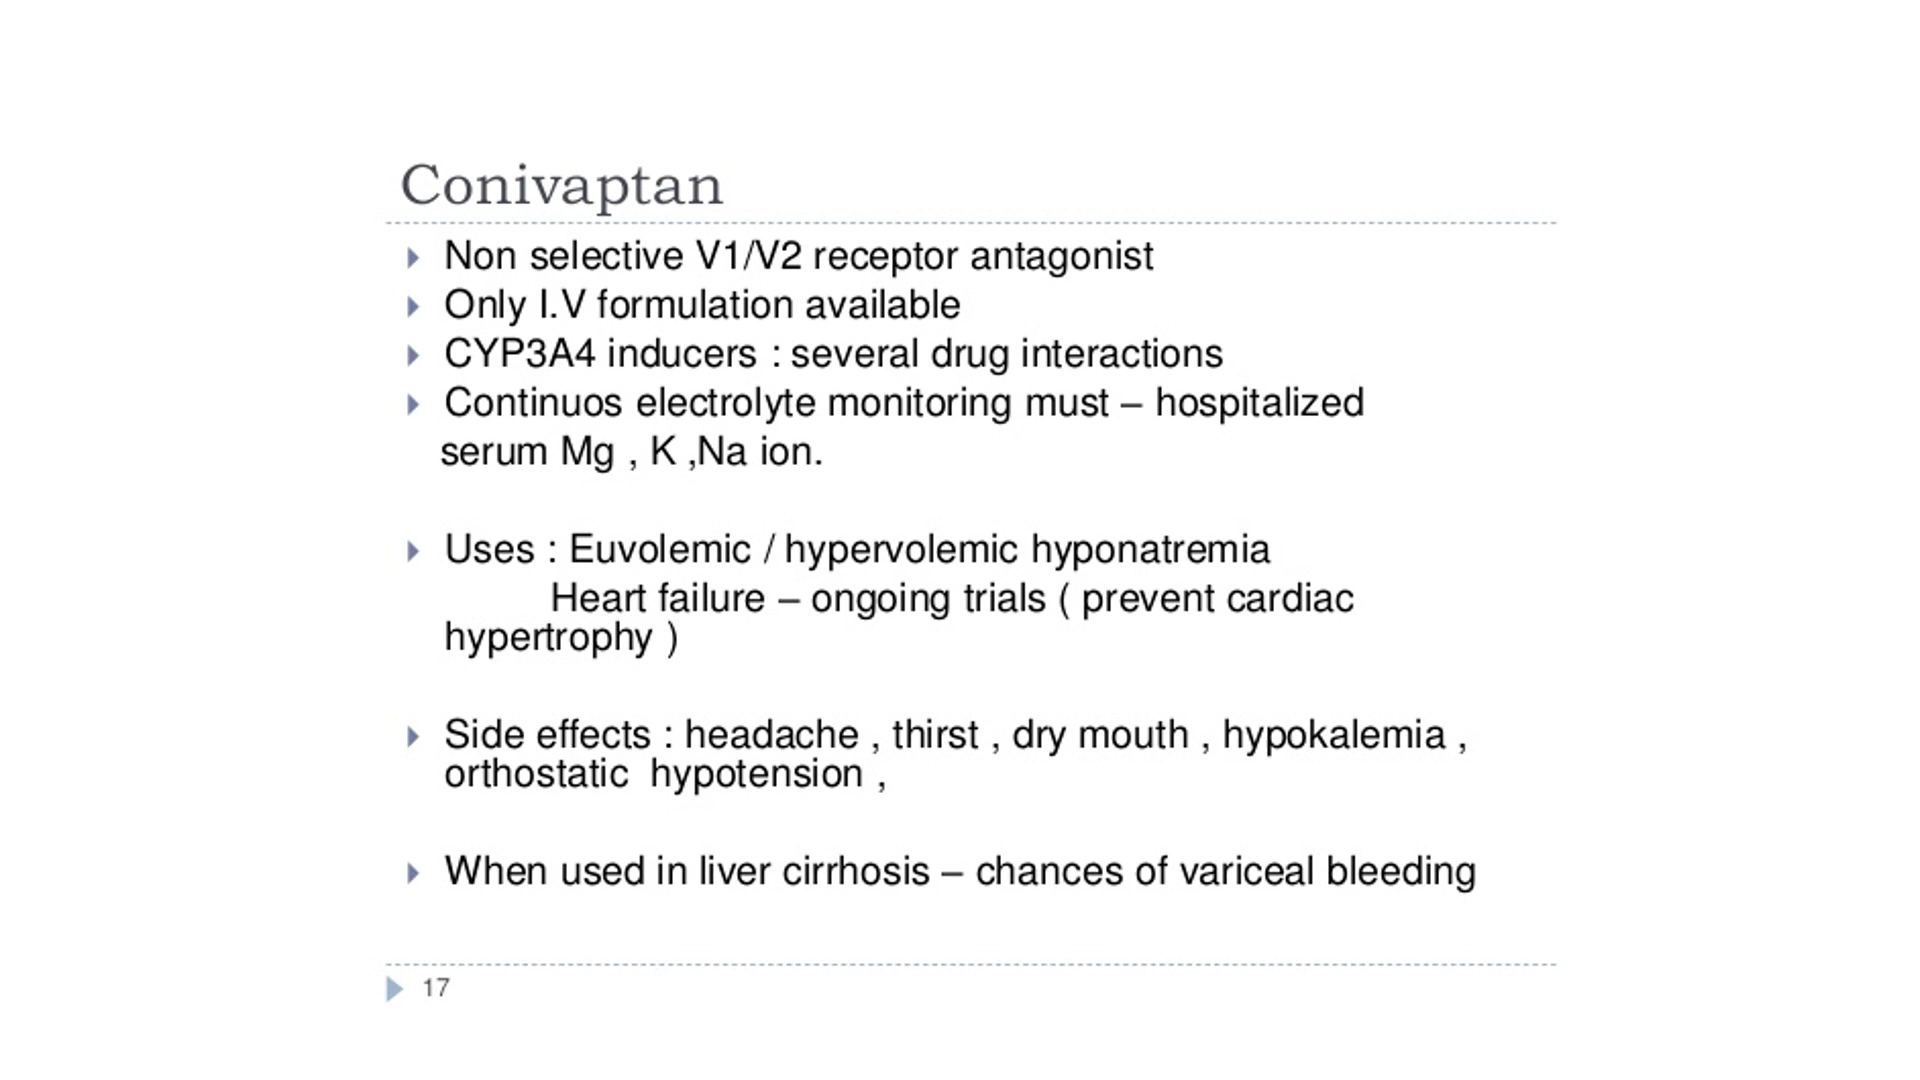 Conivaptan
Non selective V1/V2 receptor antagonist
Only I.V formulation available
CYP3A4 inducers : several drug interactions
Continuos electrolyte monitoring must – hospitalized
serum Mg , K ,Na ion.
Uses : Euvolemic / hypervolemic hyponatremia
Heart failure – ongoing trials ( prevent cardiac
hypertrophy )
Side effects : headache , thirst , dry mouth , hypokalemia ,
orthostatic  hypotension ,
When used in liver cirrhosis – chances of variceal bleeding
17